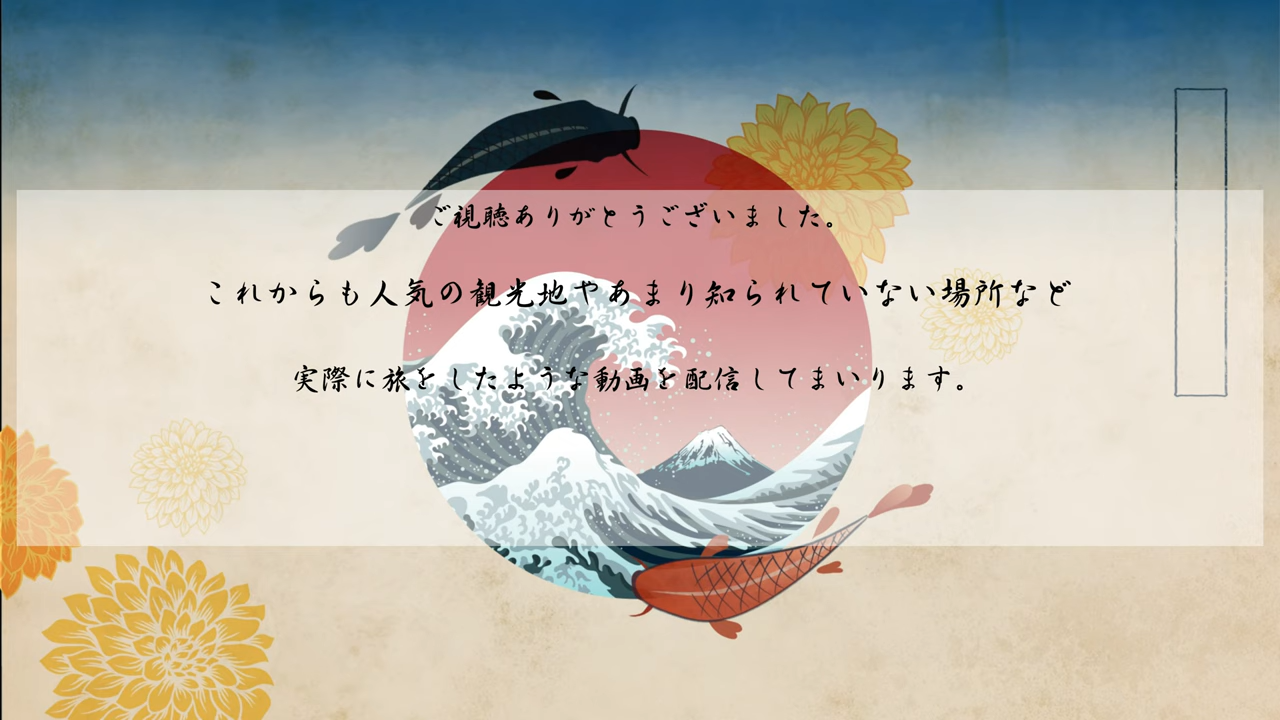 ご視聴ありがとうございました。
これからも人気の観光地やあまり知られていない場所など
実際に旅をしたような動画を配信してまいります。